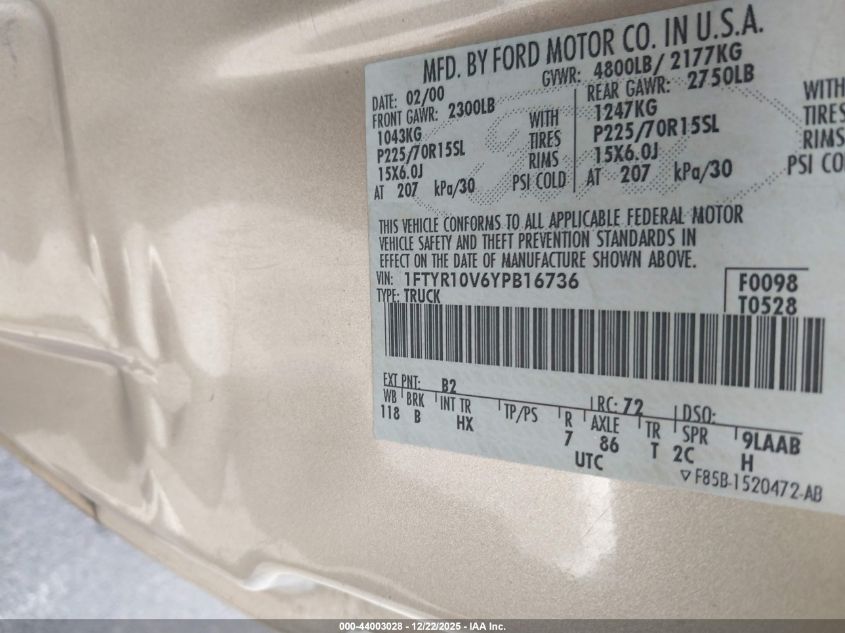 MFD. BY FORD MOTOR CO. IN U.S.A.
DATE: 02/00 GVWR: 4800LB/ 2177KG
FRONT GAWR: 2300LB REAR GAWR: 2750LB
1043KG WITH 1247KG WITH
P225/70R15SL TIRES P225/70R15SL TIRES
15X6.0J RIMS 15X6.0J RIMS
AT 207 kPa/30 PSI COLD AT 207 kPa/30 PSI CO
THIS VEHICLE CONFORMS TO ALL APPLICABLE FEDERAL MOTOR
VEHICLE SAFETY AND THEFT PREVENTION STANDARDS IN
EFFECT ON THE DATE OF MANUFACTURE SHOWN ABOVE.
VIN: 1FTYR10V6YPB16736 F0098
TYPE: TRUCK T0528
EXT PNT: B2 RC: 72 DSO:
WB BRK INT TR TP/PS R AXLE TR SPR 9LAAB
118 B HX 7 86 T 2C H
UTC
▽F85B-1520472-AB
000-44003028 - 12/22/2025 - IAA Inc.